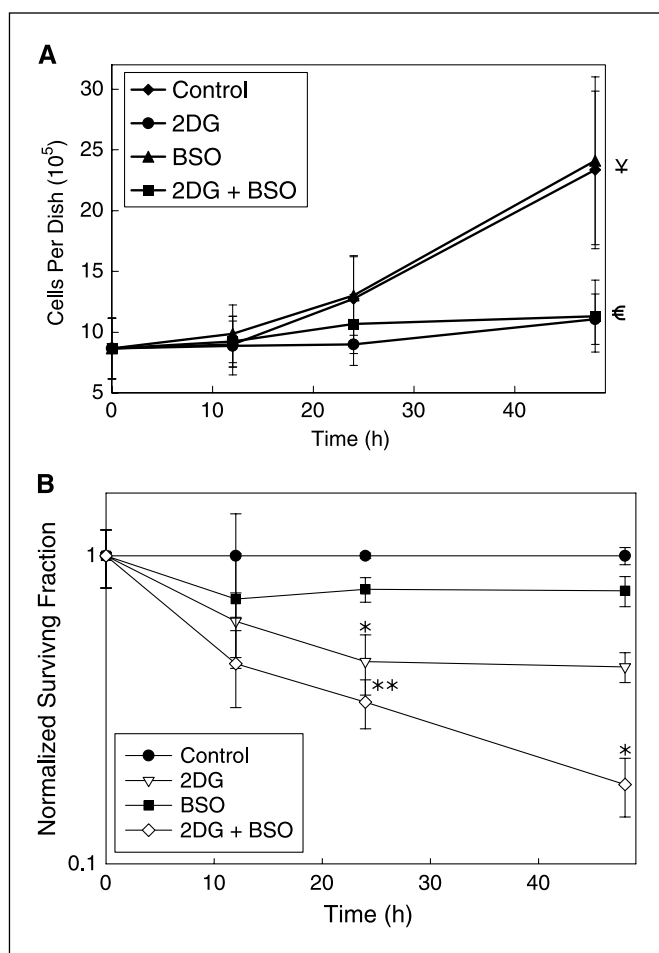 A
Control
2DG
BSO
2DG + BSO
30
25
20
15
10
5
Cells Per Dish (10⁵)
¥
€
0 10 20 30 40
Time (h)
B
1
0.1
Normalized Survivng Fraction
*
**
*
Control
2DG
BSO
2DG + BSO
0 10 20 30 40
Time (h)